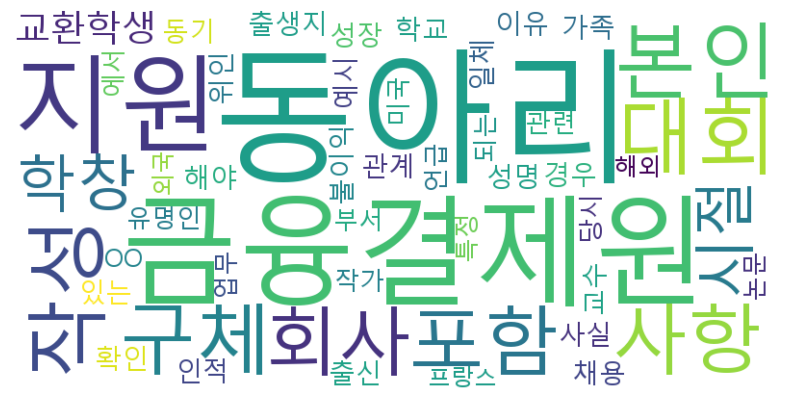 교환학생
동기
출생지
성장
학교
이유
가족
본인
에서
지원
위인
동아리
예시
미국
일체
대회
되는
관련
학창
외국
해야
불이익
관계
언급
성명
경우
해외
작성
유명인
금융결제원
부서
특정
당시
시절
OO
있는
업무
작가
교수
논문
구체
회사
포함
사실
사항
확인
인적
출신
프랑스
채용